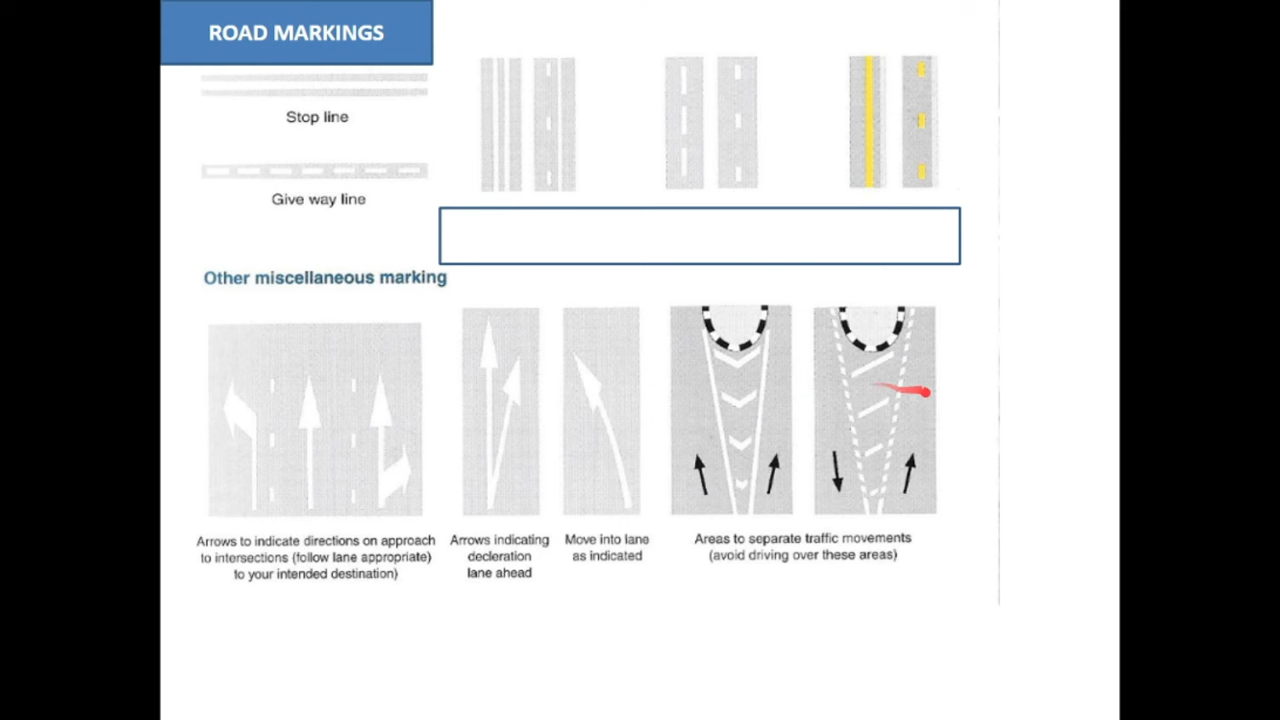 ROAD MARKINGS
Stop line
Give way line
Other miscellaneous marking
Arrows to indicate directions on approach
to intersections (follow lane appropriate)
to your intended destination)
Arrows indicating
decleration
lane ahead
Move into lane
as indicated
Areas to separate traffic movements
(avoid driving over these areas)